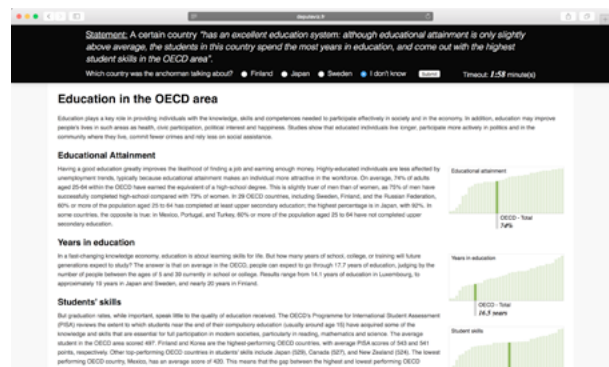 deputeciz.fr
Statement: A certain country "has an excellent education system: although educational attainment is only slightly
above average, the students in this country spend the most years in education, and come out with the highest
student skills in the OECD area".
Which country was the anchorman talking about? Finland Japan Sweden I don't know Submit Timeout: 1:58 minute(s)
Education in the OECD area
Education plays a key role in providing individuals with the knowledge, skills and competences needed to participate effectively in society and in the economy. In addition, education may improve
people's lives in such areas as health, civic participation, political interest and happiness. Studies show that educated individuals live longer, participate more actively in politics and in the
community where they live, commit fewer crimes and rely less on social assistance.
Educational Attainment
Having a good education greatly improves the likelihood of finding a job and earning enough money. Highly-educated individuals are less affected by
unemployment trends, typically because educational attainment makes an individual more attractive in the workforce. On average, 74% of adults
aged 25-64 within the OECD have earned the equivalent of a high-school degree. This is slightly truer of men than of women, as 75% of men have
successfully completed high-school compared with 73% of women. In 28 OECD countries, including Sweden, Finland, and the Russian Federation,
60% or more of the population aged 25 to 64 has completed at least upper secondary education; the highest percentage is in Japan, with 92%. In
some countries, the opposite is true: in Mexico, Portugal, and Turkey, 60% or more of the population aged 25 to 64 have not completed upper
secondary education.
Educational attainment
OECD - Total
74%
Years in education
In a fast-changing knowledge economy, education is about learning skills for life. But how many years of school, college, or training will future
generations expect to study? The answer is that on average in the OECD, people can expect to go through 17.7 years of education, judging by the
number of people between the ages of 5 and 39 currently in school or college. Results range from 14.1 years of education in Luxembourg, to
approximately 19 years in Japan and Sweden, and nearly 20 years in Finland.
Years in education
OECD - Total
16.5 years
Students' skills
But graduation rates, while important, speak little to the quality of education received. The OECD's Programme for International Student Assessment
(PISA) reviews the extent to which students near the end of their compulsory education (usually around age 15) have acquired some of the
knowledge and skills that are essential for full participation in modern societies, particularly in reading, mathematics and science. The average
student in the OECD area scored 497. Finland and Korea are the highest-performing OECD countries, with average PISA scores of 543 and 541
points, respectively. Other top-performing OECD countries in students' skills include Japan (529), Canada (527), and New Zealand (524). The lowest
performing OECD country, Mexico, has an average score of 420. This means that the gap between the highest and lowest performing OECD
Student skills